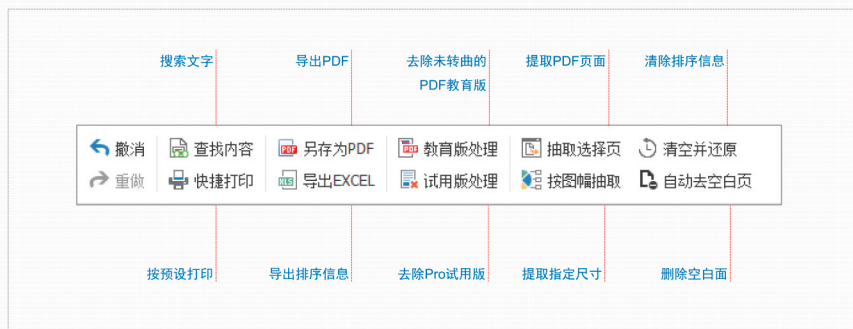 搜索文字 导出PDF 去除未转曲的 提取PDF页面 清除排序信息
PDF教育版
撤消 查找内容 另存为PDF 教育版处理 抽取选择页 清空并还原
重做 快捷打印 导出EXCEL 试用版处理 按图幅抽取 自动去空白页
按预设打印 导出排序信息 去除Pro试用版 提取指定尺寸 删除空白面